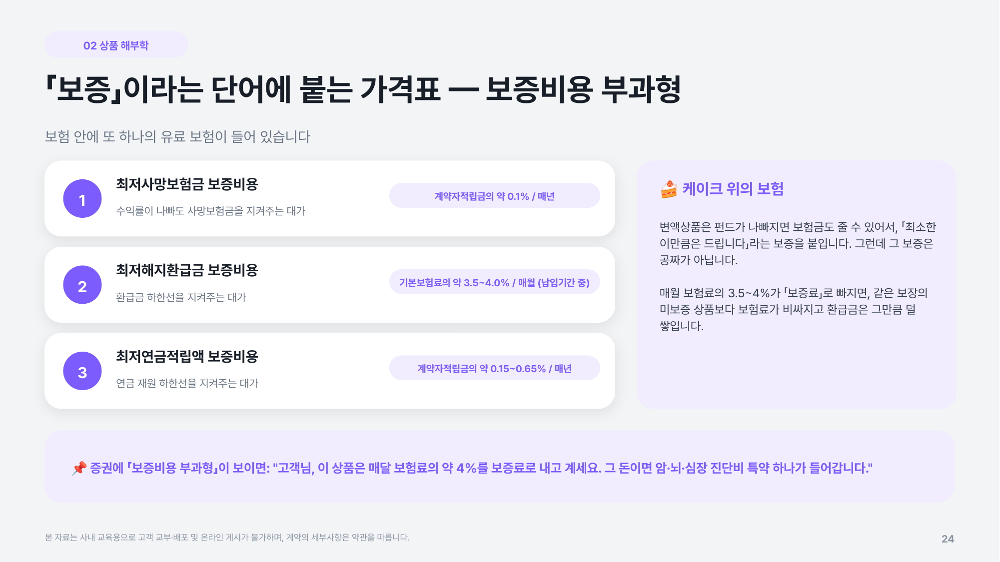 02 상품 해부학
「보증」이라는 단어에 붙는 가격표 — 보증비용 부과형
보험 안에 또 하나의 유료 보험이 들어 있습니다
1
최저사망보험금 보증비용
수익률이 나빠도 사망보험금을 지켜주는 대가
계약자적립금의 약 0.1% / 매년
2
최저해지환급금 보증비용
환급금 하한선을 지켜주는 대가
기본보험료의 약 3.5~4.0% / 매월 (납입기간 중)
3
최저연금적립액 보증비용
연금 재원 하한선을 지켜주는 대가
계약자적립금의 약 0.15~0.65% / 매년
🍰 케이크 위의 보험
변액상품은 펀드가 나빠지면 보험금도 줄 수 있어서, 「최소한
이만큼은 드립니다」라는 보증을 붙입니다. 그런데 그 보증은
공짜가 아닙니다.
매월 보험료의 3.5~4%가 「보증료」로 빠지면, 같은 보장의
미보증 상품보다 보험료가 비싸지고 환급금은 그만큼 덜
쌓입니다.
📌 증권에 「보증비용 부과형」이 보이면: "고객님, 이 상품은 매달 보험료의 약 4%를 보증료로 내고 계세요. 그 돈이면 암·뇌·심장 진단비 특약 하나가 들어갑니다."
본 자료는 사내 교육용으로 고객 교부·배포 및 온라인 게시가 불가하며, 계약의 세부사항은 약관을 따릅니다.
24